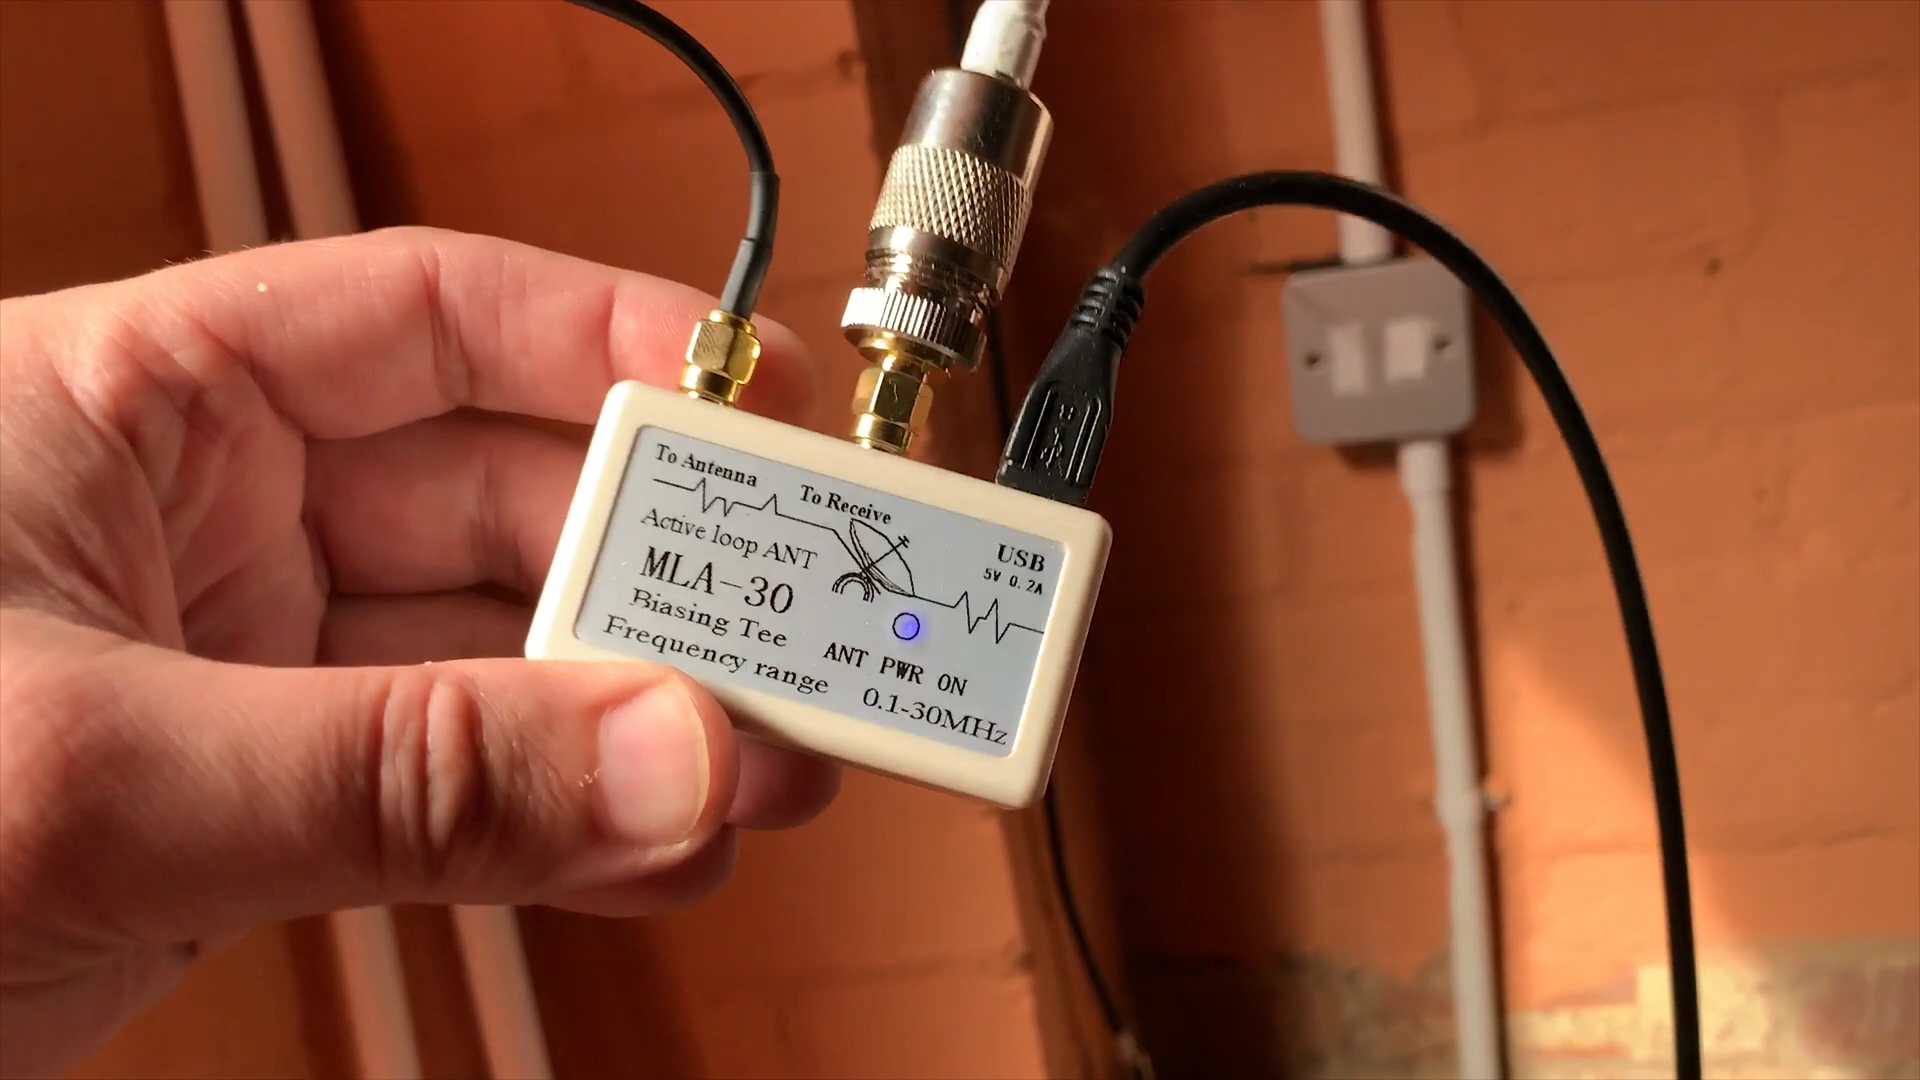 To Antenna
To Receive
Active loop ANT
USB
5V 0.2A
MLA-30
Biasing Tee
ANT PWR ON
Frequency range 0.1-30MHz